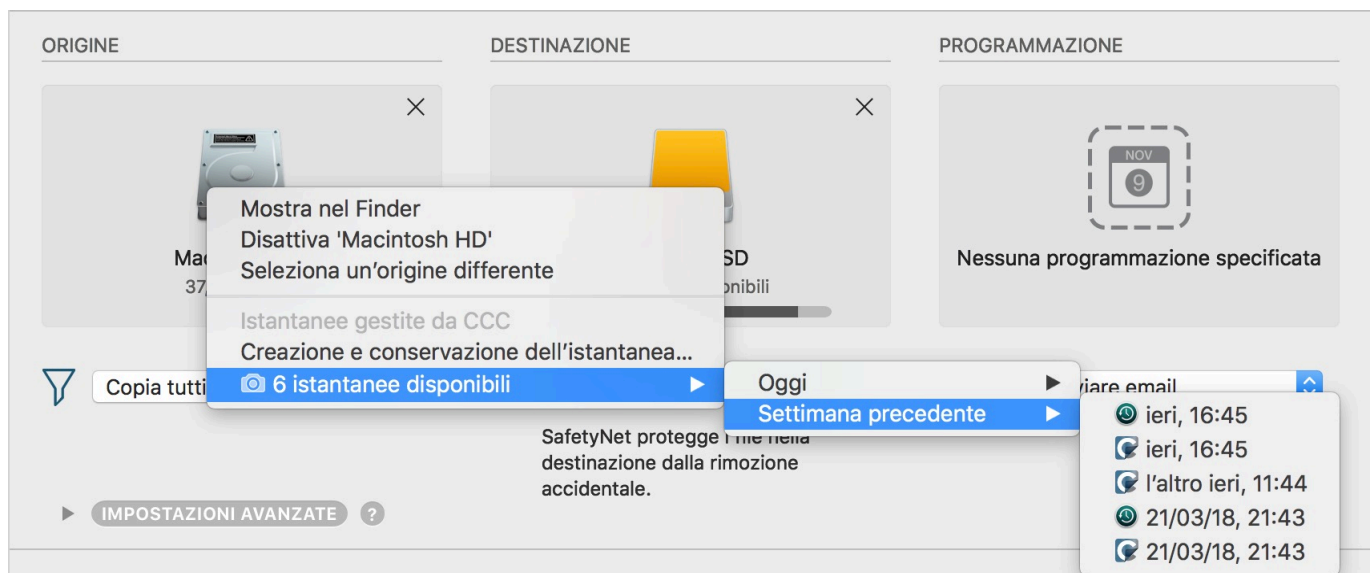 ORIGINE
DESTINAZIONE
PROGRAMMAZIONE
NOV
9
Nessuna programmazione specificata
Mostra nel Finder
Disattiva 'Macintosh HD'
Seleziona un'origine differente
Istantanee gestite da CCC
Creazione e conservazione dell'istantanea...
6 istantanee disponibili
Copia tutti
SD
Oggi
Settimana precedente
email
ieri, 16:45
ieri, 16:45
l'altro ieri, 11:44
21/03/18, 21:43
21/03/18, 21:43
SafetyNet protegge i file nella
destinazione dalla rimozione
accidentale.
IMPOSTAZIONI AVANZATE ?